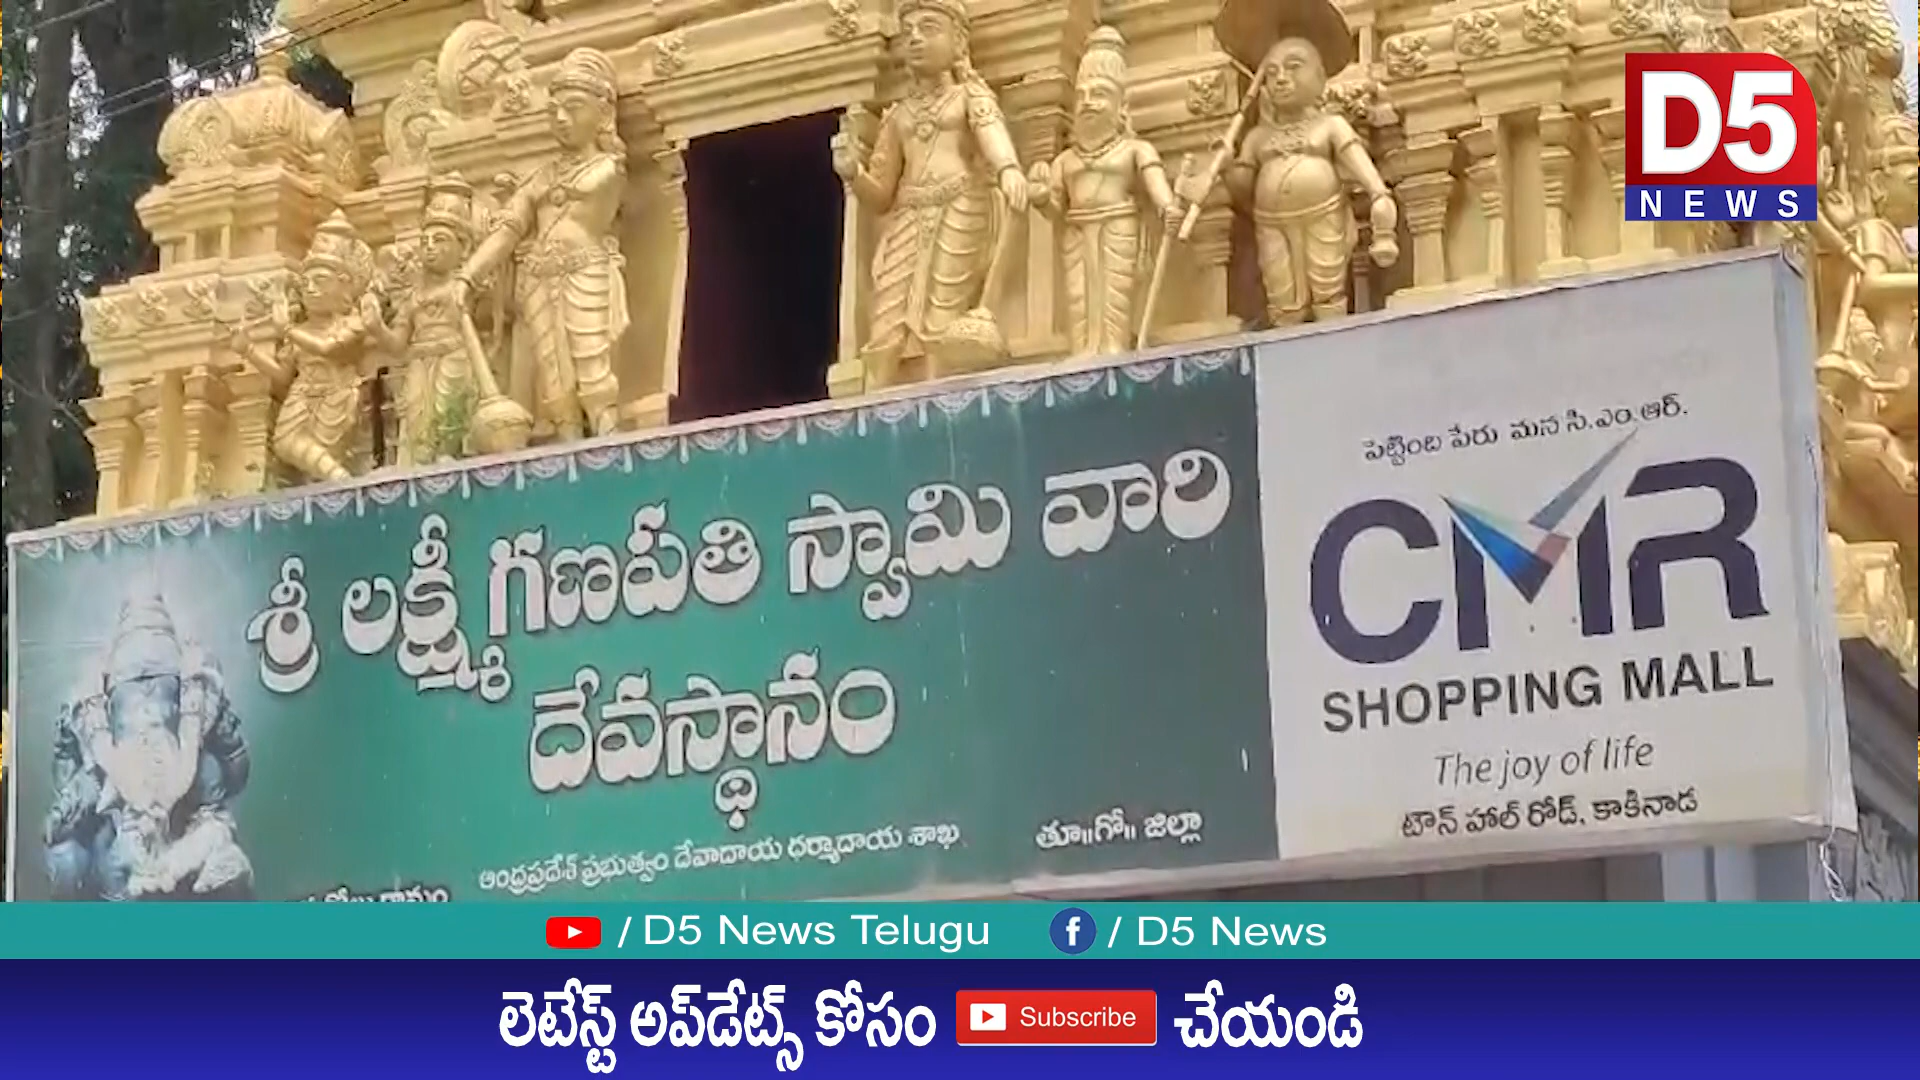 D5
NEWS
శ్రీ లక్ష్మీ గణపతి స్వామి వారి
దేవస్థానం
ఆంధ్రప్రదేశ్ ప్రభుత్వం దేవాదాయ ధర్మాదాయ శాఖ
తూ॥గో॥ జిల్లా
పెట్టింది పేరు మన సి.ఎం.ఆర్.
CMR
SHOPPING MALL
The joy of life
టౌన్ హాల్ రోడ్, కాకినాడ
/ D5 News Telugu
/ D5 News
లెటేస్ట్ అప్‌డేట్స్ కోసం Subscribe చేయండి